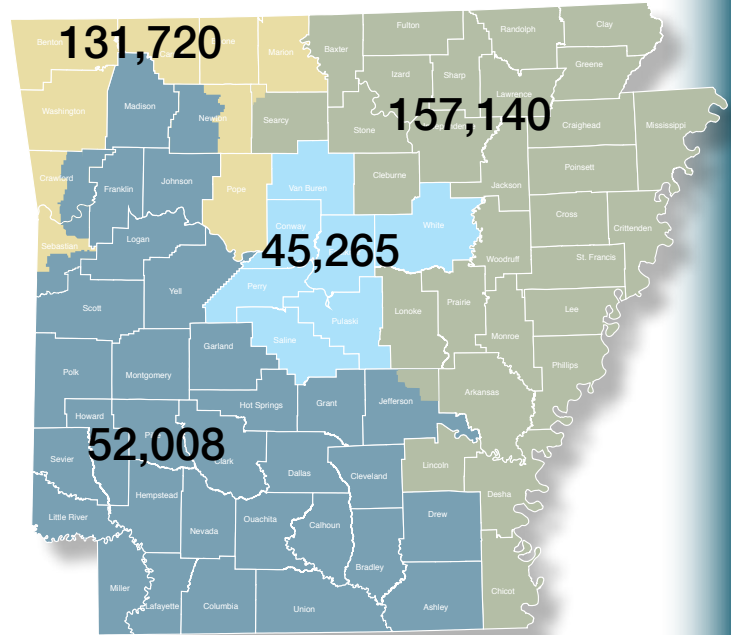 Fulton
Randolph
Clay
Benton
131,720
Marion
Baxter
Greene
Izard
Sharp
Lawrence
Washington
Madison
Newton
Searcy
157,140
Craighead
Mississippi
Stone
Poinsett
Crawford
Franklin
Johnson
Pope
Van Buren
Cleburne
Jackson
Cross
Crittenden
Conway
White
Logan
Sebastian
45,265
Woodruff
St. Francis
Yell
Perry
Scott
Pulaski
Lonoke
Prairie
Lee
Saline
Monroe
Garland
Phillips
Polk
Montgomery
Arkansas
Hot Springs
Grant
Jefferson
Howard
52,008
Sevier
Clark
Dallas
Cleveland
Lincoln
Desha
Hempstead
Little River
Nevada
Ouachita
Calhoun
Drew
Bradley
Miller
Lafayette
Columbia
Union
Ashley
Chicot